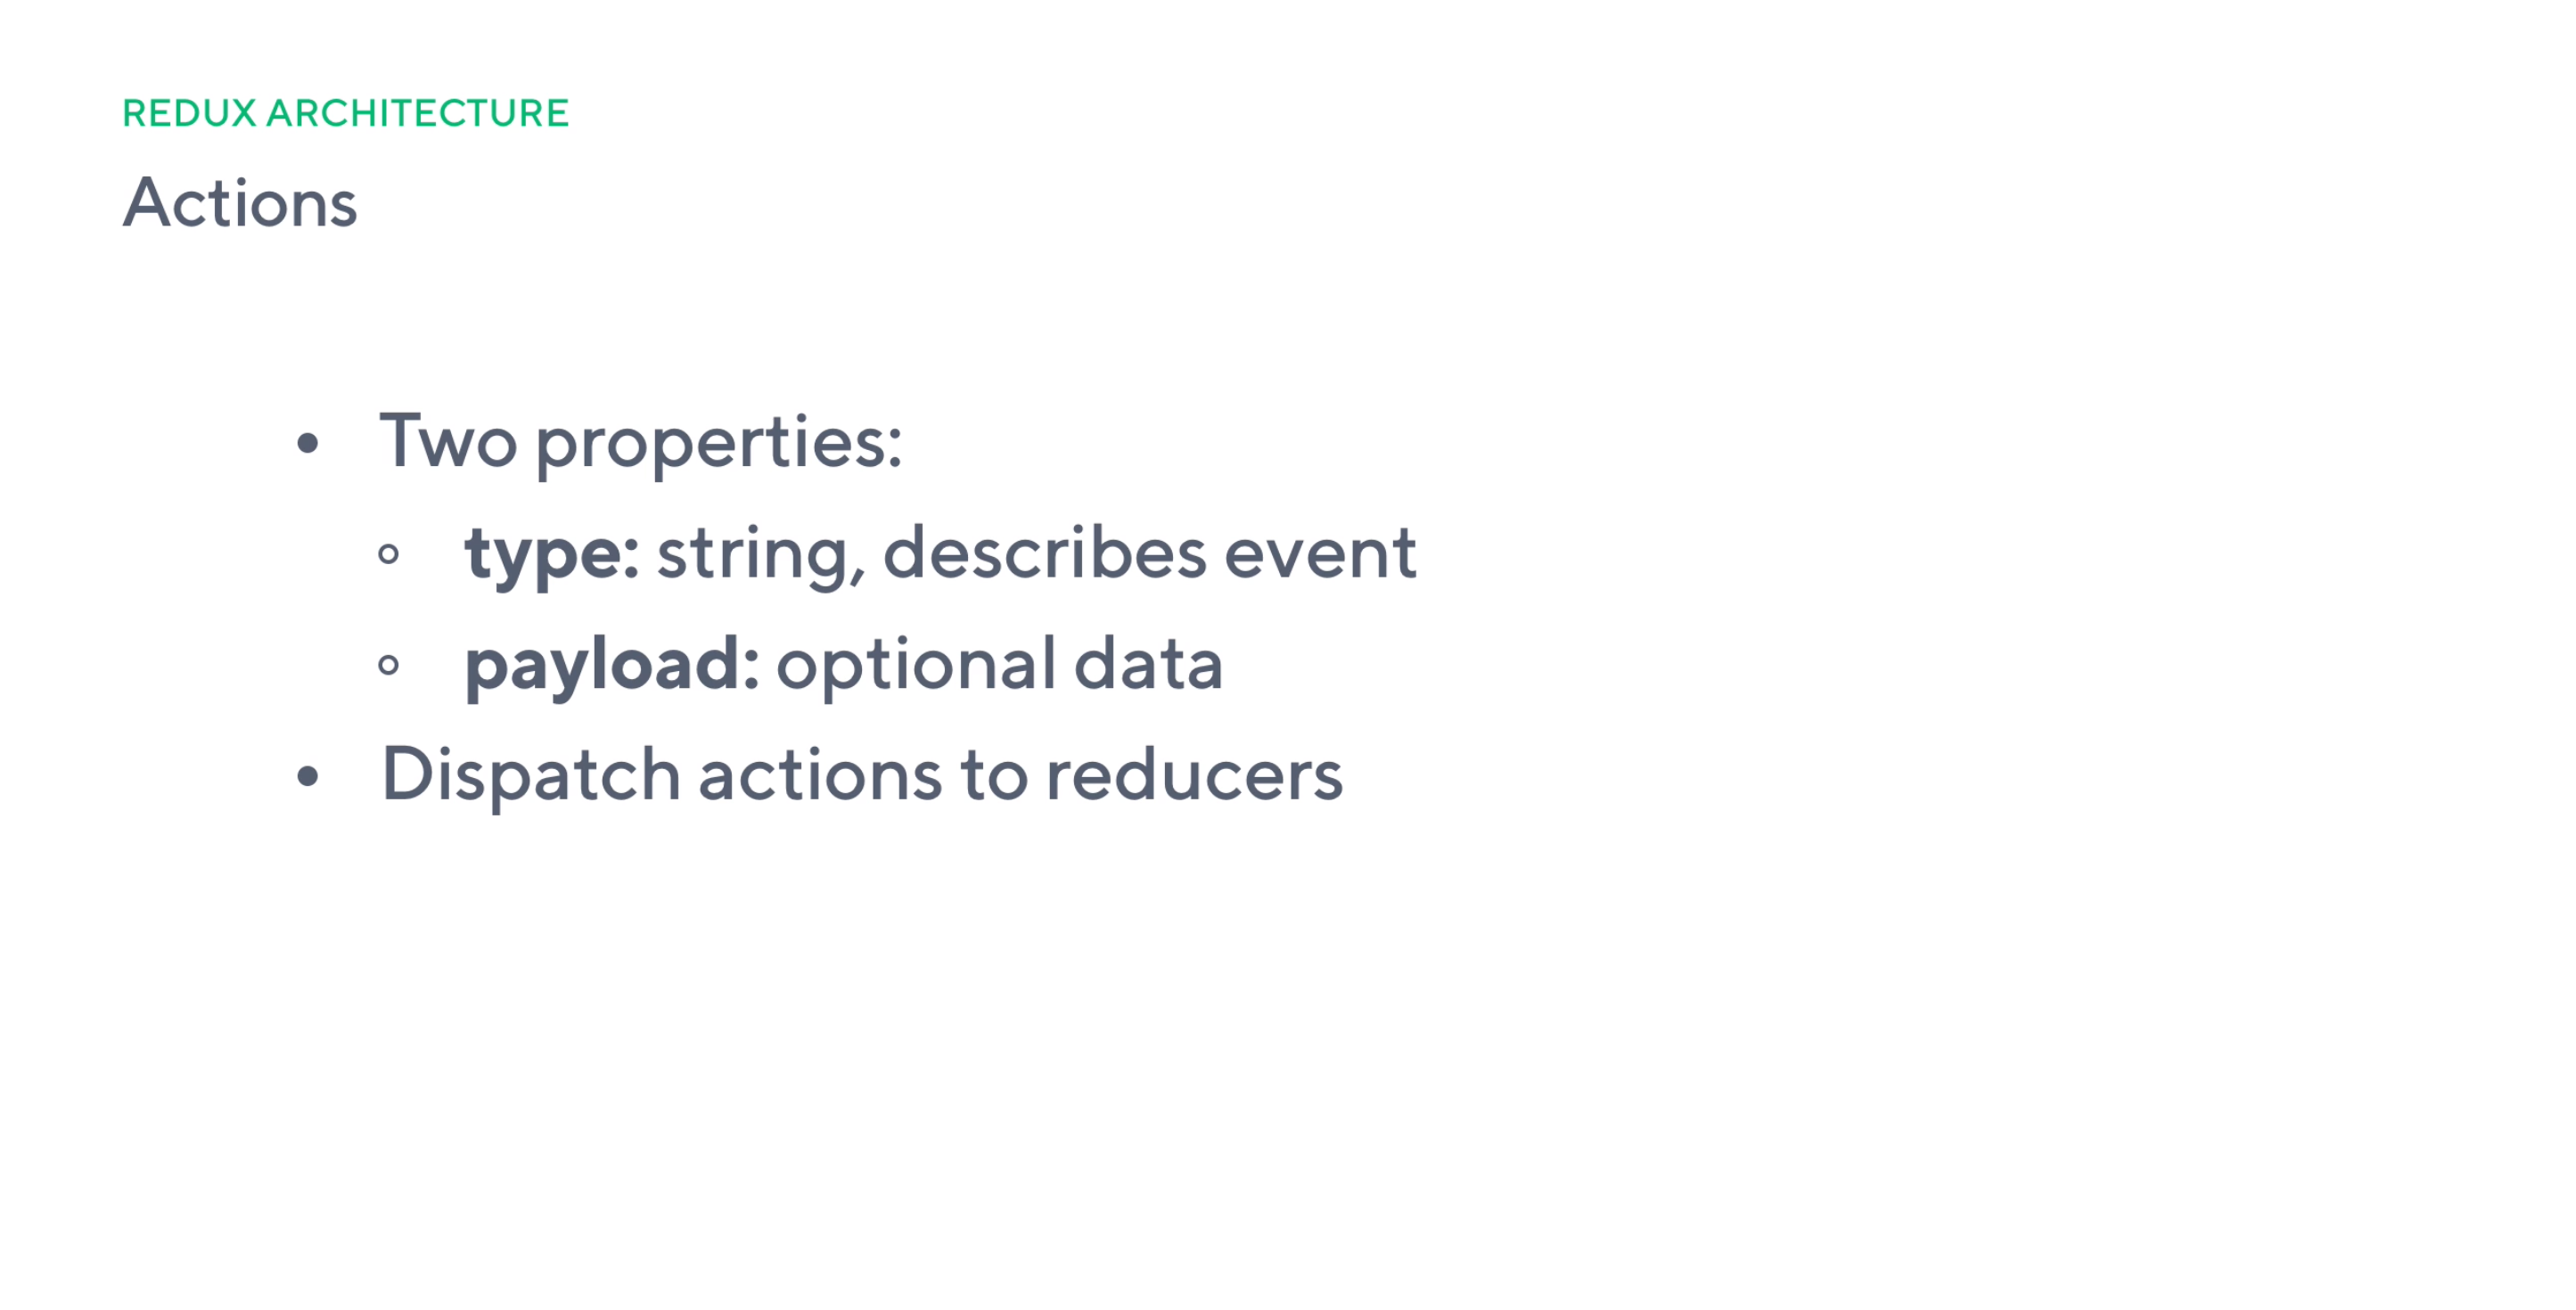 REDUX ARCHITECTURE
Actions
• Two properties:
◦ type: string, describes event
◦ payload: optional data
• Dispatch actions to reducers